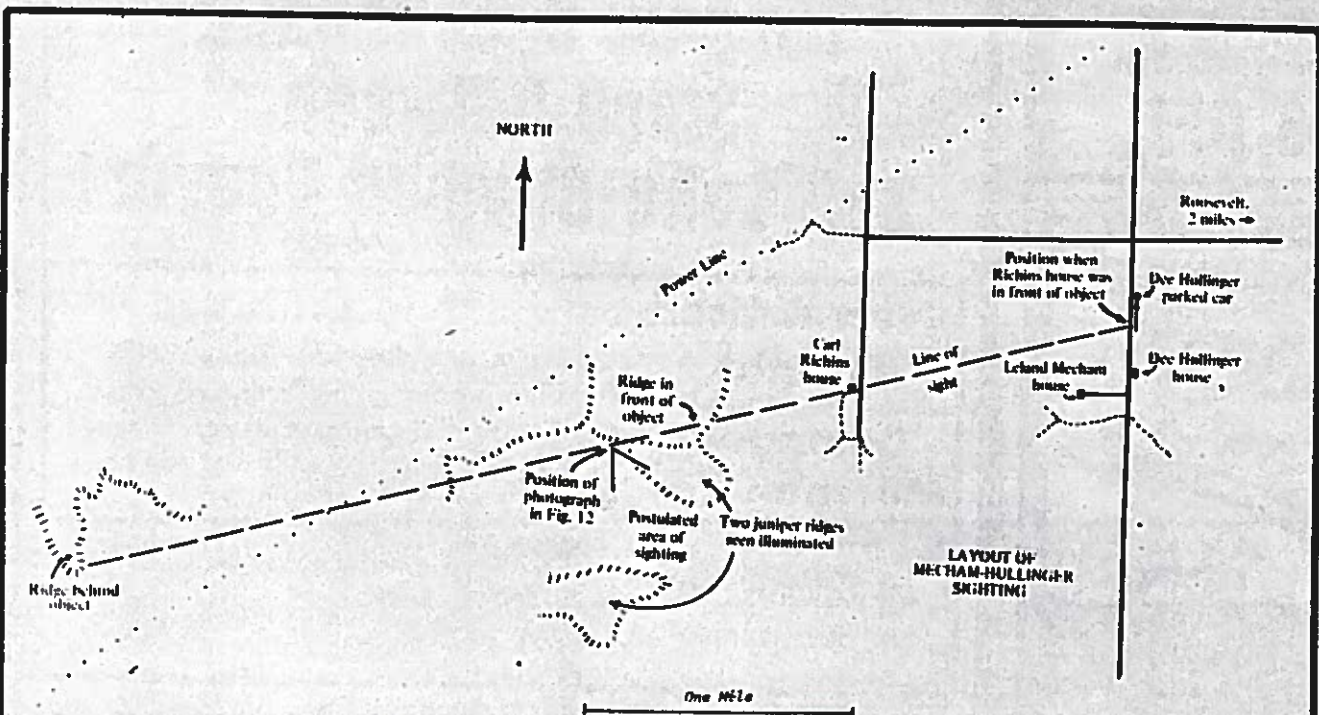 NORTH
Roosevelt,
2 miles →
Power Line
Position when
Richins house was
in front of object
Dee Hullinger
parked car
Carl
Richins
house
Line of
sight
Leland Mecham
house
Dee Hullinger
house
Ridge in
front of
object
Position of
photograph
in Fig. 12
Postulated
area of
sighting
Two juniper ridges
seen illuminated
Ridge behind
object
LAYOUT OF
MECHAM-HULLINGER
SIGHTING
One Mile